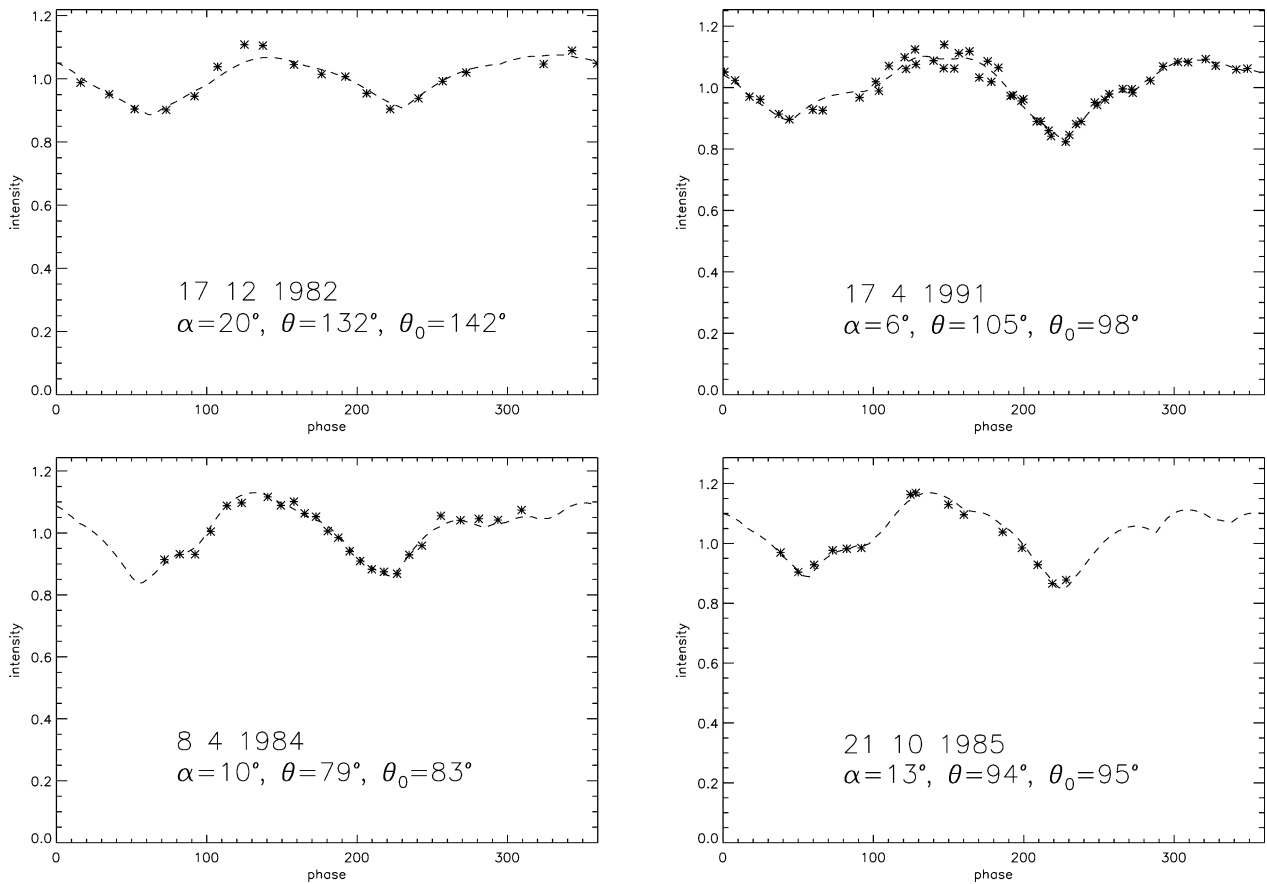 1.2
1.0
0.8
0.6
0.4
0.2
0.0
intensity
17 12 1982
α=20°, θ=132°, θ₀=142°
0 100 200 300
phase
1.2
1.0
0.8
0.6
0.4
0.2
0.0
intensity
17 4 1991
α=6°, θ=105°, θ₀=98°
0 100 200 300
phase
1.2
1.0
0.8
0.6
0.4
0.2
0.0
intensity
8 4 1984
α=10°, θ=79°, θ₀=83°
0 100 200 300
phase
1.2
1.0
0.8
0.6
0.4
0.2
0.0
intensity
21 10 1985
α=13°, θ=94°, θ₀=95°
0 100 200 300
phase